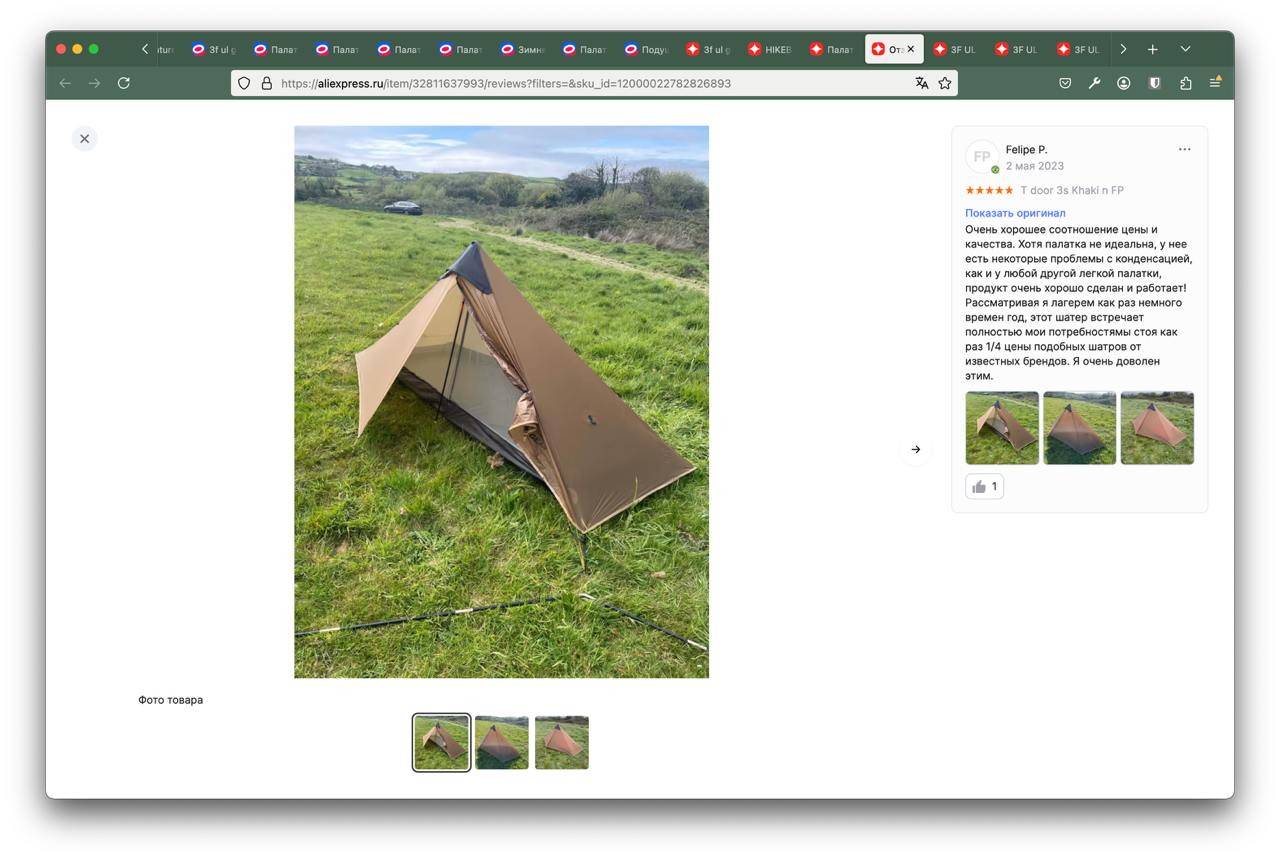 3f ul g
Палат
Палат
Палат
Палат
Зимня
Палат
Подуш
3f ul g
HIKEB
Палат
От
3F UL
3F UL
3F UL
https://aliexpress.ru/item/32811637993/reviews?filters=&sku_id=12000022782826893
FP
Felipe P.
2 мая 2023
T door 3s Khaki n FP
Показать оригинал
Очень хорошее соотношение цены и
качества. Хотя палатка не идеальна, у нее
есть некоторые проблемы с конденсацией,
как и у любой другой легкой палатки,
продукт очень хорошо сделан и работает!
Рассматривая я лагерем как раз немного
времен год, этот шатер встречает
полностью мои потребностямы стоя как
раз 1/4 цены подобных шатров от
известных брендов. Я очень доволен
этим.
1
Фото товара